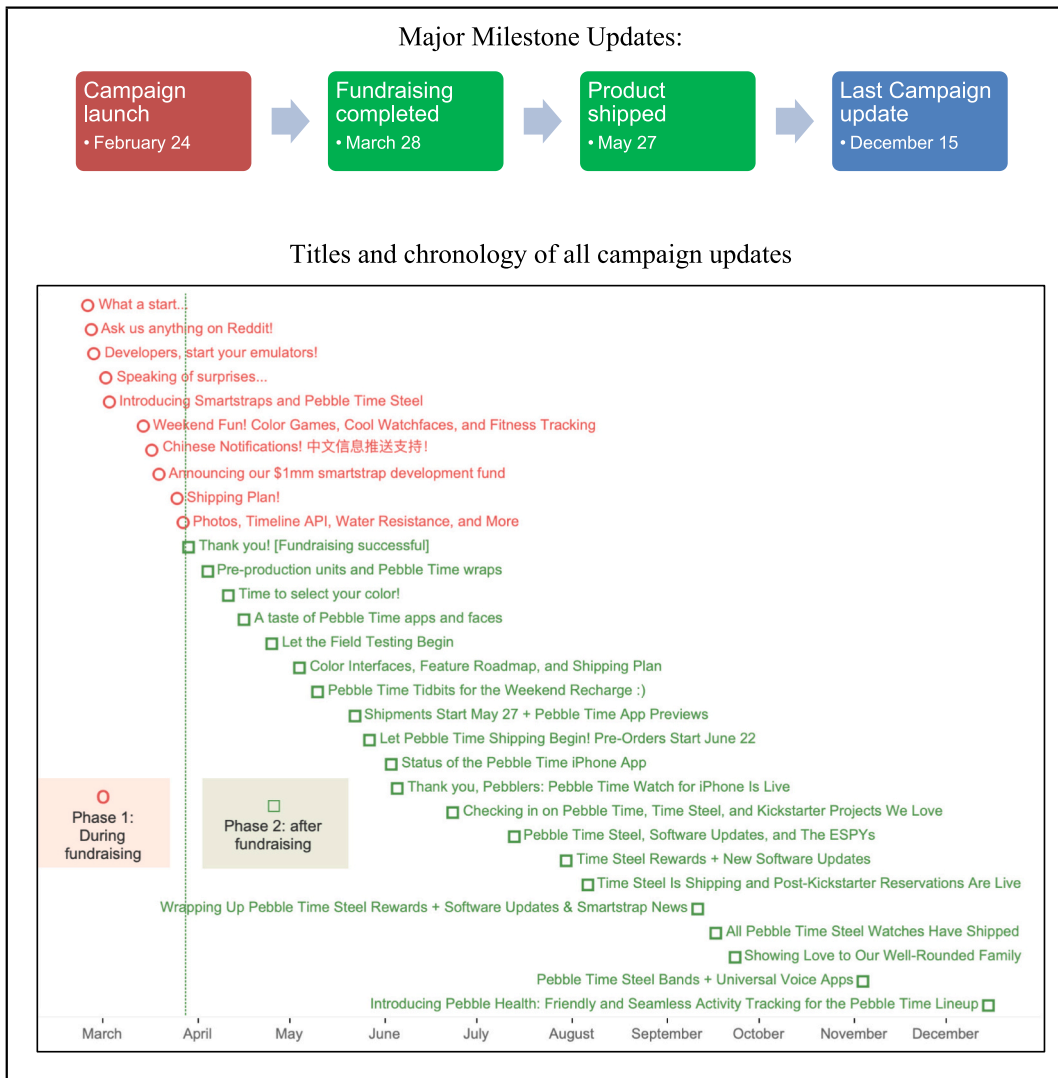 Major Milestone Updates:
Campaign
launch
• February 24
Fundraising
completed
• March 28
Product
shipped
• May 27
Last Campaign
update
• December 15
Titles and chronology of all campaign updates
What a start...
Ask us anything on Reddit!
Developers, start your emulators!
Speaking of surprises...
Introducing Smartstraps and Pebble Time Steel
Weekend Fun! Color Games, Cool Watchfaces, and Fitness Tracking
Chinese Notifications! 中文信息推送支持!
Announcing our $1mm smartstrap development fund
Shipping Plan!
Photos, Timeline API, Water Resistance, and More
Thank you! [Fundraising successful]
Pre-production units and Pebble Time wraps
Time to select your color!
A taste of Pebble Time apps and faces
Let the Field Testing Begin
Color Interfaces, Feature Roadmap, and Shipping Plan
Pebble Time Tidbits for the Weekend Recharge :)
Shipments Start May 27 + Pebble Time App Previews
Let Pebble Time Shipping Begin! Pre-Orders Start June 22
Status of the Pebble Time iPhone App
Thank you, Pebblers: Pebble Time Watch for iPhone Is Live
Checking in on Pebble Time, Time Steel, and Kickstarter Projects We Love
Pebble Time Steel, Software Updates, and The ESPYs
Time Steel Rewards + New Software Updates
Time Steel Is Shipping and Post-Kickstarter Reservations Are Live
Wrapping Up Pebble Time Steel Rewards + Software Updates & Smartstrap News
All Pebble Time Steel Watches Have Shipped
Showing Love to Our Well-Rounded Family
Pebble Time Steel Bands + Universal Voice Apps
Introducing Pebble Health: Friendly and Seamless Activity Tracking for the Pebble Time Lineup
Phase 1:
During
fundraising
Phase 2: after
fundraising
March April May June July August September October November December